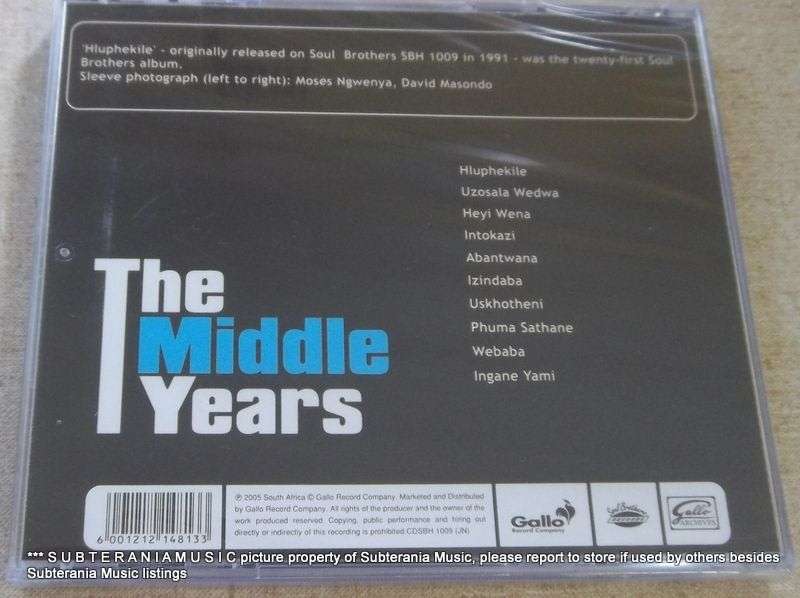 'Hluphekile' - originally released on Soul Brothers SBH 1009 in 1991 - was the twenty-first Soul
Brothers album.
Sleeve photograph (left to right): Moses Ngwenya, David Masondo
Hluphekile
Uzosala Wedwa
Heyi Wena
Intokazi
Abantwana
Izindaba
Uskhotheni
Phuma Sathane
Webaba
Ingane Yami
The
Middle
Years
6 001212 148133
℗ 2005 South Africa © Gallo Record Company. Marketed and Distributed
by Gallo Record Company. All rights of the producer and the owner of the
work produced reserved. Copying, public performance and hiring out
directly or indirectly of this recording is prohibited CDSBH 1009 (JN)
Gallo
Record Company
Soul Brothers
RECORDS
Gallo
ARCHIVES
*** S U B T E R A N I A M U S I C picture property of Subterania Music, please report to store if used by others besides
Subterania Music listings